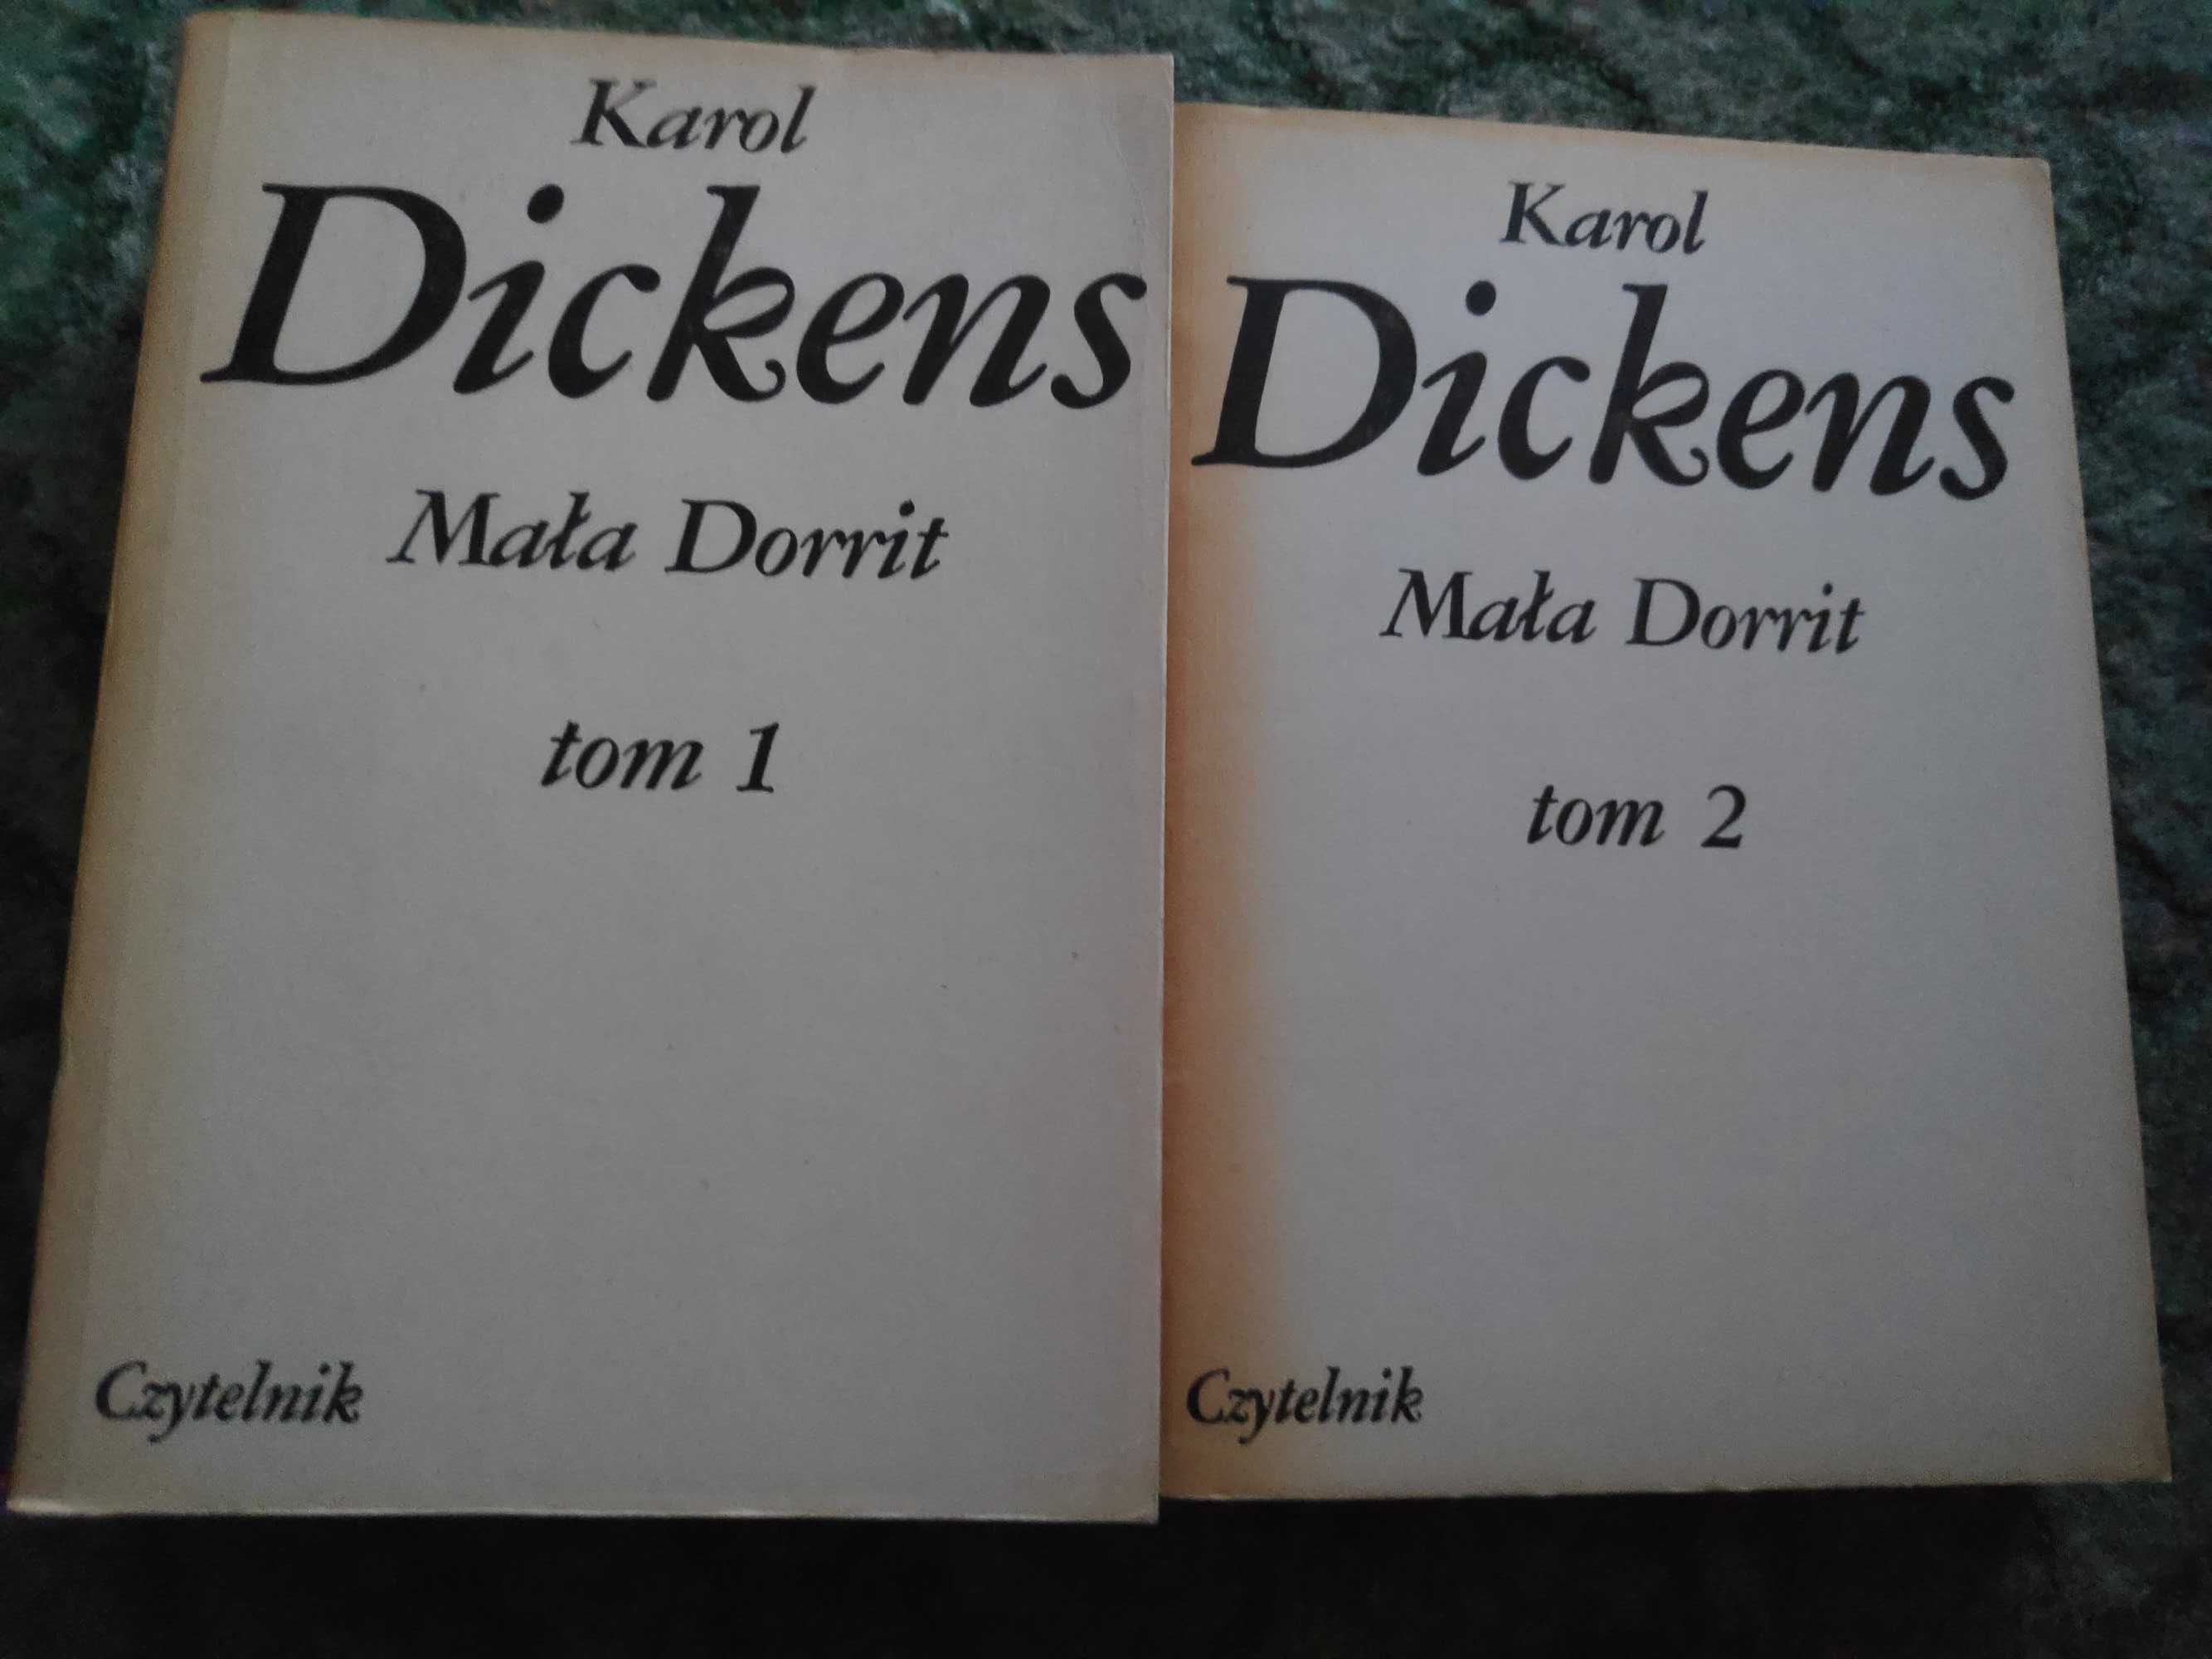 Karol
Dickens
Mała Dorrit
tom 1
Czytelnik
Karol
Dickens
Mała Dorrit
tom 2
Czytelnik